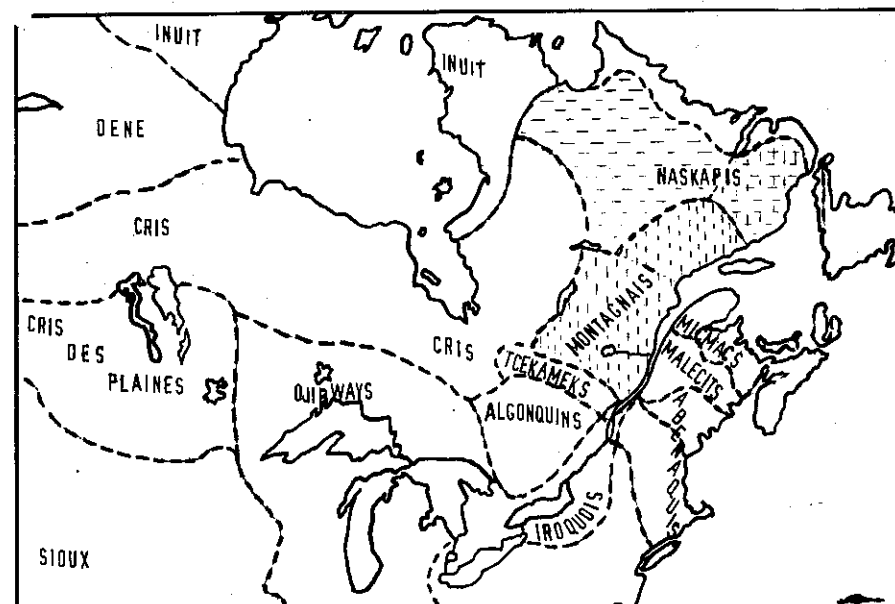 INUIT
INUIT
DENE
NASKAPIS
CRIS
MONTAGNAIS
CRIS
DES
PLAINES
CRIS
MICMACS
TCEKAMEKS
MALECITS
OJIBWAYS
ALGONQUINS
ABENAQUIS
IROQUOIS
SIOUX